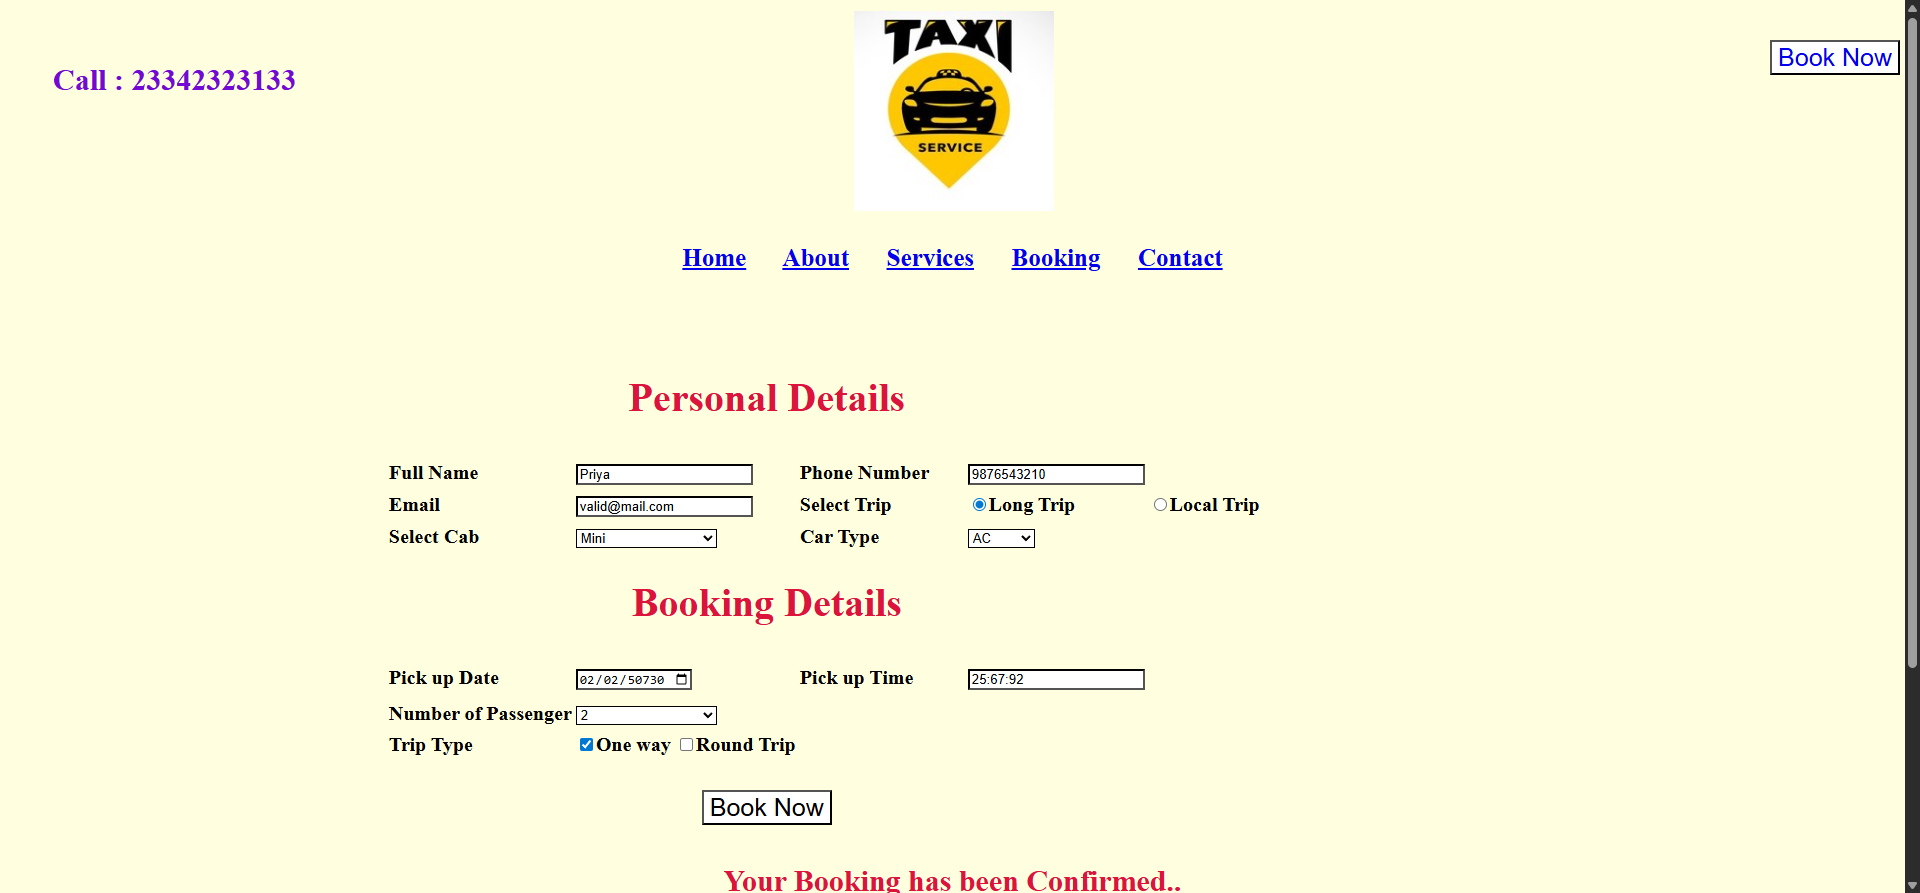 TAXI
SERVICE
Call : 23342323133
Book Now
Home About Services Booking Contact
Personal Details
Full Name Priya Phone Number 9876543210
Email valid@mail.com Select Trip Long Trip Local Trip
Select Cab Mini Car Type AC
Booking Details
Pick up Date 02/02/50730 Pick up Time 25:67:92
Number of Passenger 2
Trip Type One way Round Trip
Book Now
Your Booking has been Confirmed..